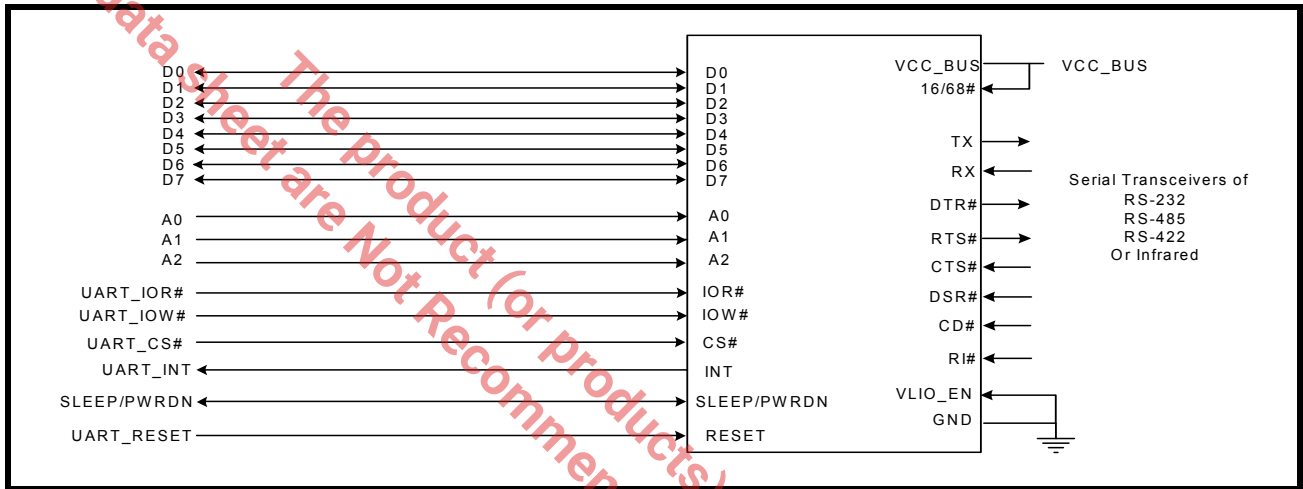 data sheet are Not Recommen
The product (or products)
D0
D1
D2
D3
D4
D5
D6
D7
A0
A1
A2
UART_IOR#
UART_IOW#
UART_CS#
UART_INT
SLEEP/PWRDN
UART_RESET
D0
D1
D2
D3
D4
D5
D6
D7
A0
A1
A2
IOR#
IOW#
CS#
INT
SLEEP/PWRDN
RESET
VCC_BUS
16/68#
TX
RX
DTR#
RTS#
CTS#
DSR#
CD#
RI#
VLIO_EN
GND
VCC_BUS
Serial Transceivers of
RS-232
RS-485
RS-422
Or Infrared